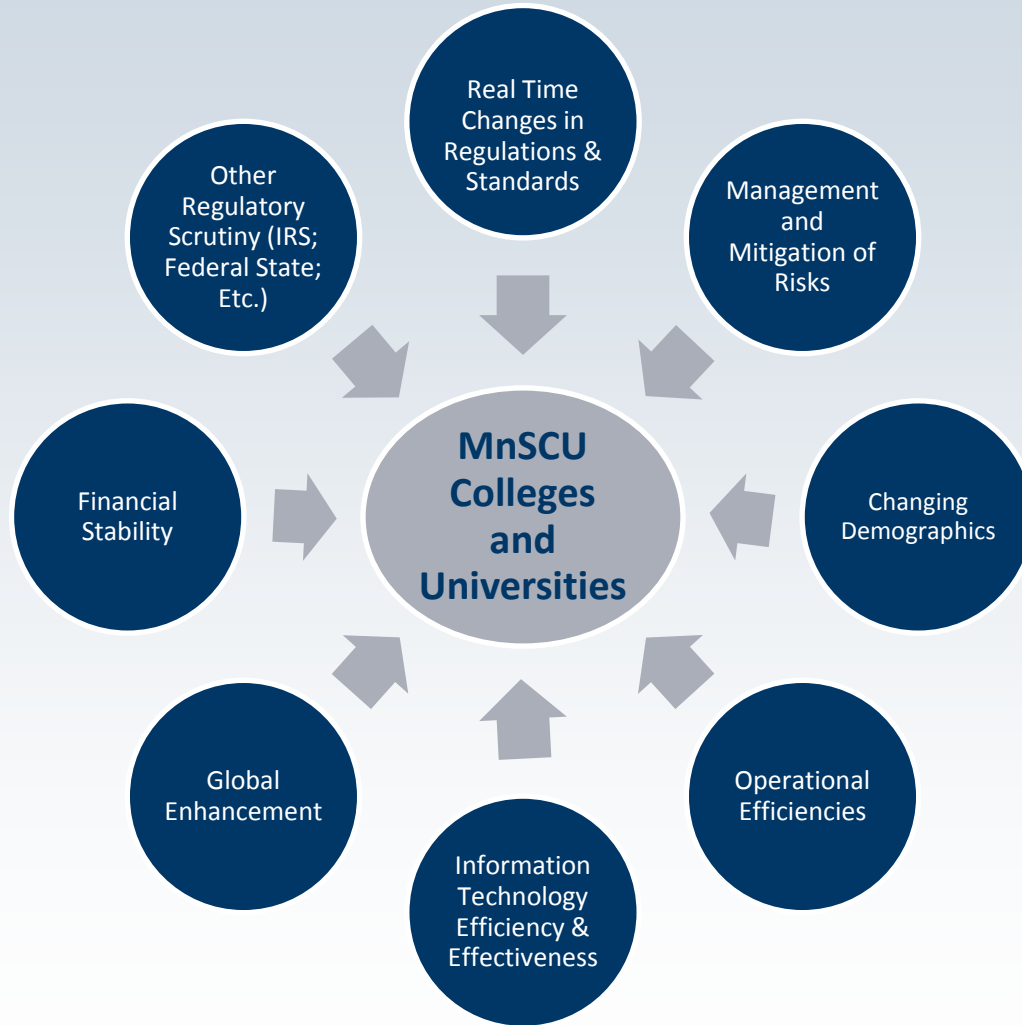 Real Time
Changes in
Regulations &
Standards
Management
and
Mitigation of
Risks
Changing
Demographics
Operational
Efficiencies
Information
Technology
Efficiency &
Effectiveness
Global
Enhancement
Financial
Stability
Other
Regulatory
Scrutiny (IRS;
Federal State;
Etc.)
MnSCU
Colleges
and
Universities